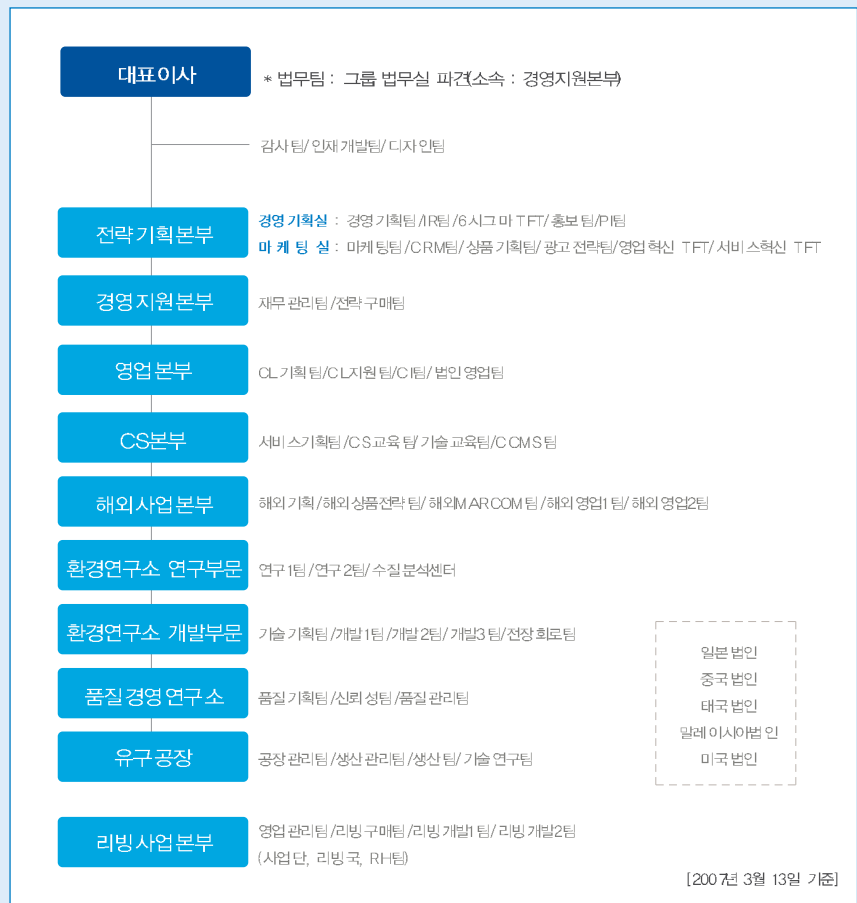 대표이사
* 법무팀 : 그룹 법무실 파견(소속 : 경영지원본부)
감사팀/인재개발팀/디자인팀
전략기획본부
경영기획실 : 경영기획팀/IR팀/6시그마TFT/홍보팀/PI팀
마케팅실 : 마케팅팀/CRM팀/상품기획팀/광고전략팀/영업혁신 TFT/서비스혁신 TFT
경영지원본부
재무관리팀/전략구매팀
영업본부
CL기획팀/CL지원팀/CI팀/법인영업팀
CS본부
서비스기획팀/CS교육팀/기술교육팀/CCMS팀
해외사업본부
해외기획/해외상품전략팀/해외MARCOM팀/해외영업1팀/해외영업2팀
환경연구소 연구부문
연구1팀/연구2팀/수질분석센터
환경연구소 개발부문
기술기획팀/개발1팀/개발2팀/개발3팀/전장회로팀
품질경영연구소
품질기획팀/신뢰성팀/품질관리팀
유구공장
공장관리팀/생산관리팀/생산팀/기술연구팀
일본법인
중국법인
태국법인
말레이시아법인
미국법인
리빙사업본부
영업관리팀/리빙구매팀/리빙개발1팀/리빙개발2팀
(사업단, 리빙국, RH팀)
[2007년 3월 13일 기준]